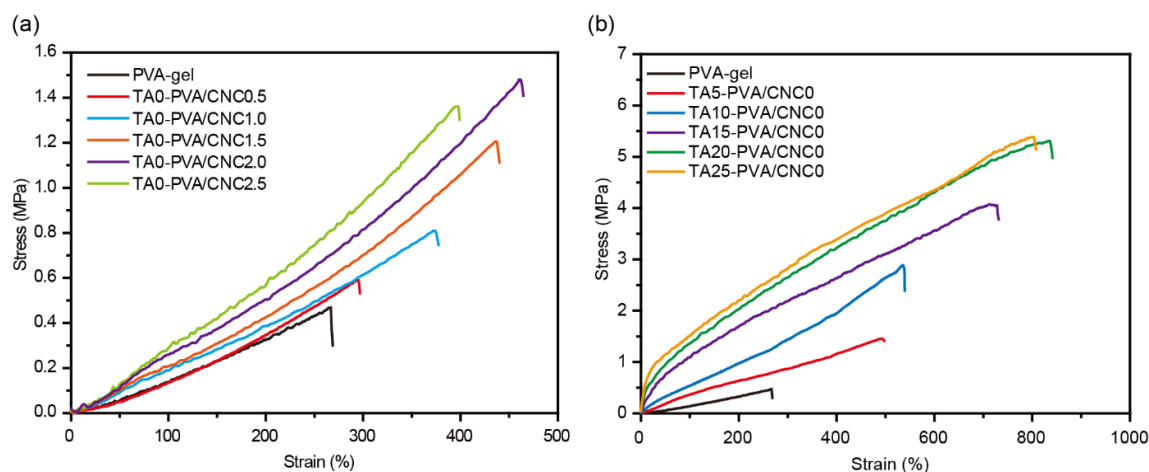 (a)
1.6
1.4
1.2
1.0
0.8
0.6
0.4
0.2
0.0
Stress (MPa)
PVA-gel
TA0-PVA/CNC0.5
TA0-PVA/CNC1.0
TA0-PVA/CNC1.5
TA0-PVA/CNC2.0
TA0-PVA/CNC2.5
0 100 200 300 400 500
Strain (%)
(b)
7
6
5
4
3
2
1
0
Stress (MPa)
PVA-gel
TA5-PVA/CNC0
TA10-PVA/CNC0
TA15-PVA/CNC0
TA20-PVA/CNC0
TA25-PVA/CNC0
0 200 400 600 800 1000
Strain (%)